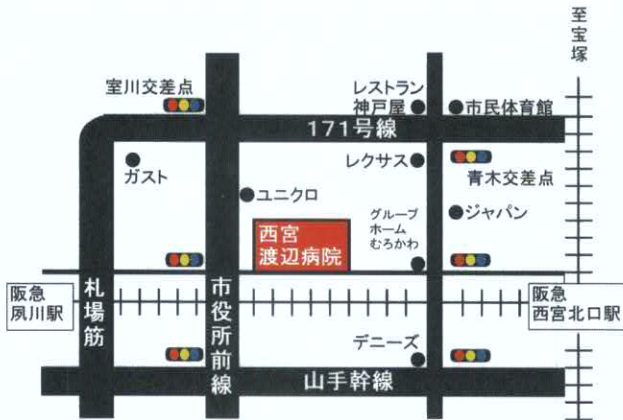 至宝塚
室川交差点
レストラン
神戸屋
市民体育館
171号線
ガスト
レクサス
青木交差点
ユニクロ
グループ
ホーム
むろかわ
ジャパン
西宮
渡辺病院
阪急
夙川駅
札場筋
市役所前線
阪急
西宮北口駅
デニーズ
山手幹線